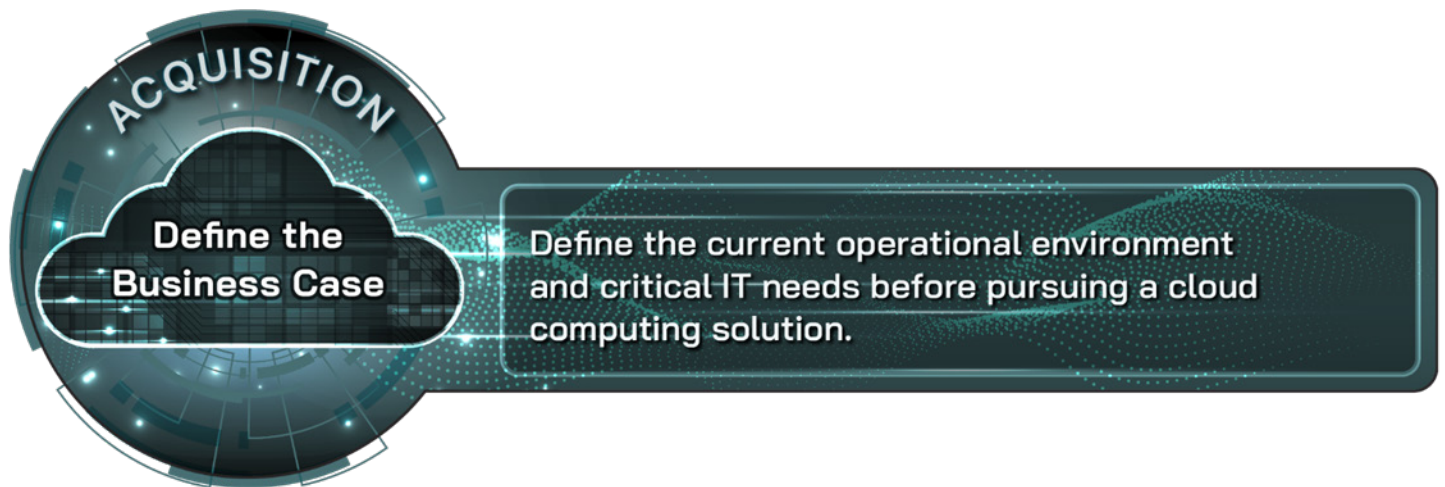 ACQUISITION
Define the
Business Case
Define the current operational environment
and critical IT needs before pursuing a cloud
computing solution.